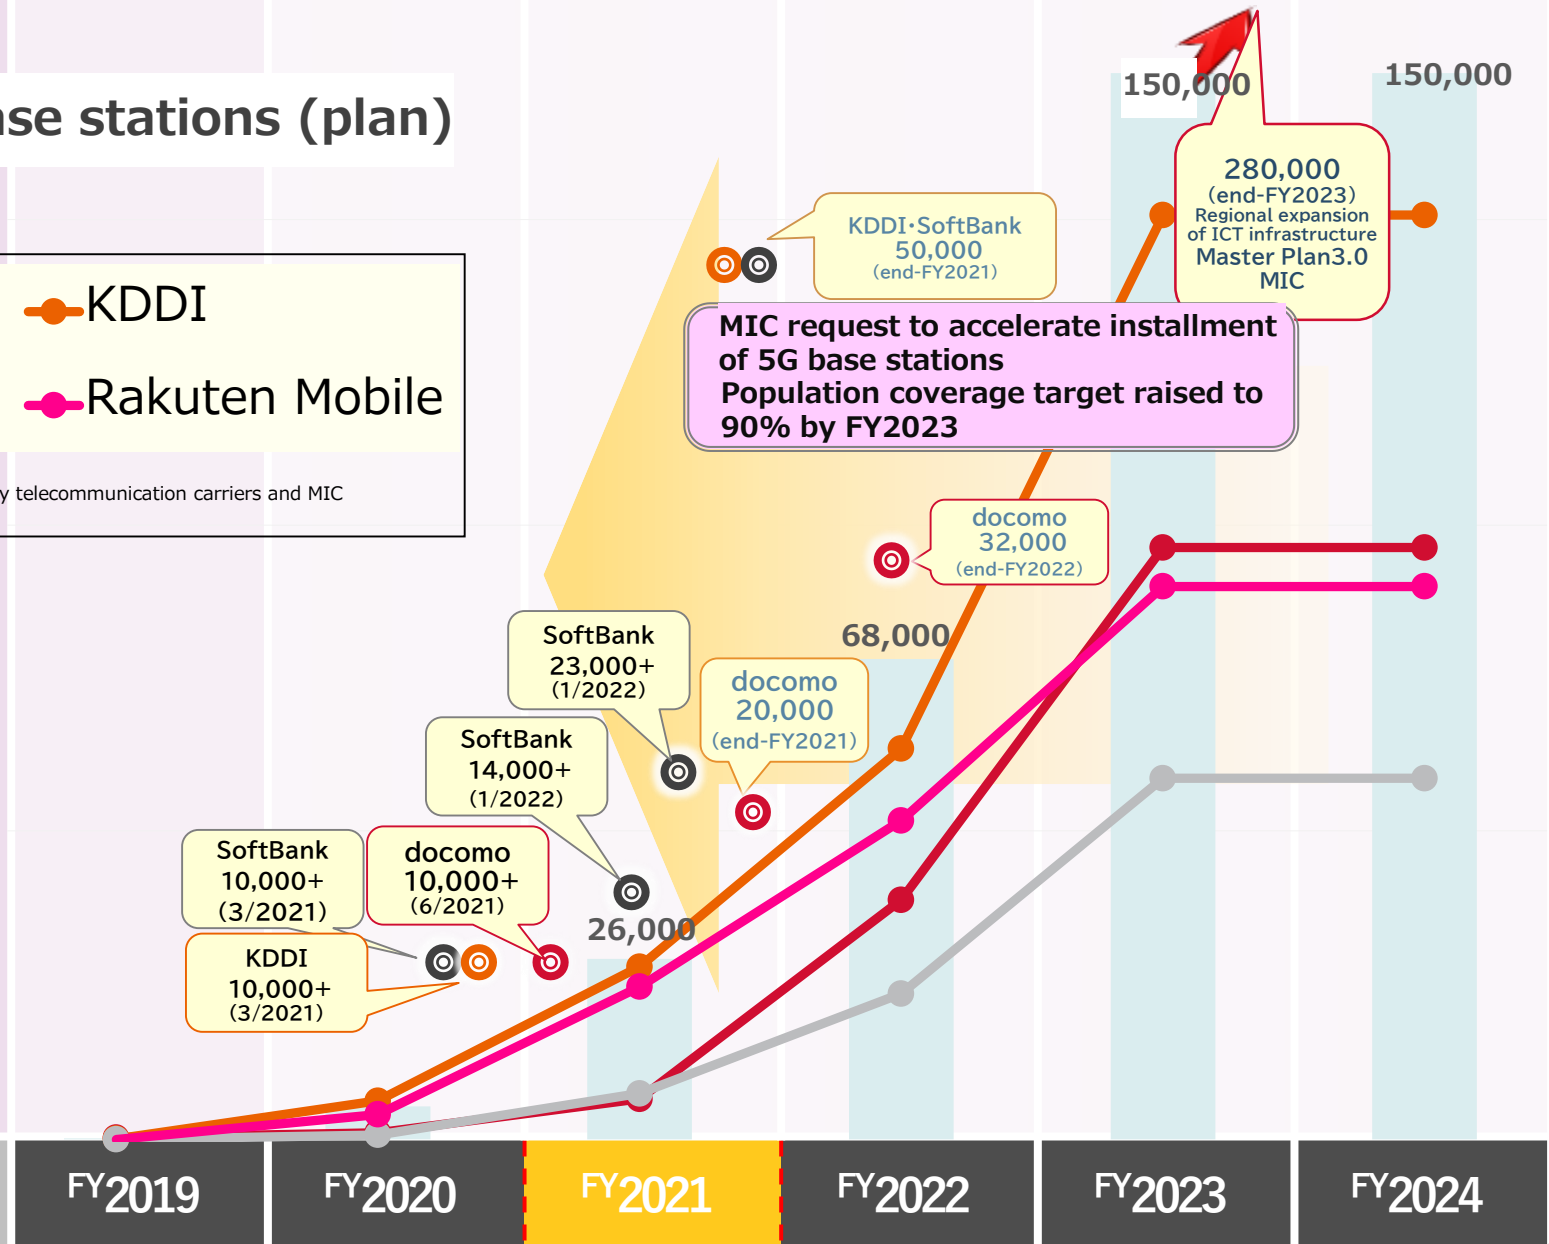 stations (plan)
KDDI
Rakuten Mobile
telecommunication carriers and MIC
150,000
150,000
280,000
(end-FY2023)
Regional expansion
of ICT infrastructure
Master Plan3.0
MIC
KDDI・SoftBank
50,000
(end-FY2021)
MIC request to accelerate installment
of 5G base stations
Population coverage target raised to
90% by FY2023
docomo
32,000
(end-FY2022)
68,000
SoftBank
23,000+
(1/2022)
docomo
20,000
(end-FY2021)
SoftBank
14,000+
(1/2022)
SoftBank
10,000+
(3/2021)
docomo
10,000+
(6/2021)
26,000
KDDI
10,000+
(3/2021)
FY2019
FY2020
FY2021
FY2022
FY2023
FY2024